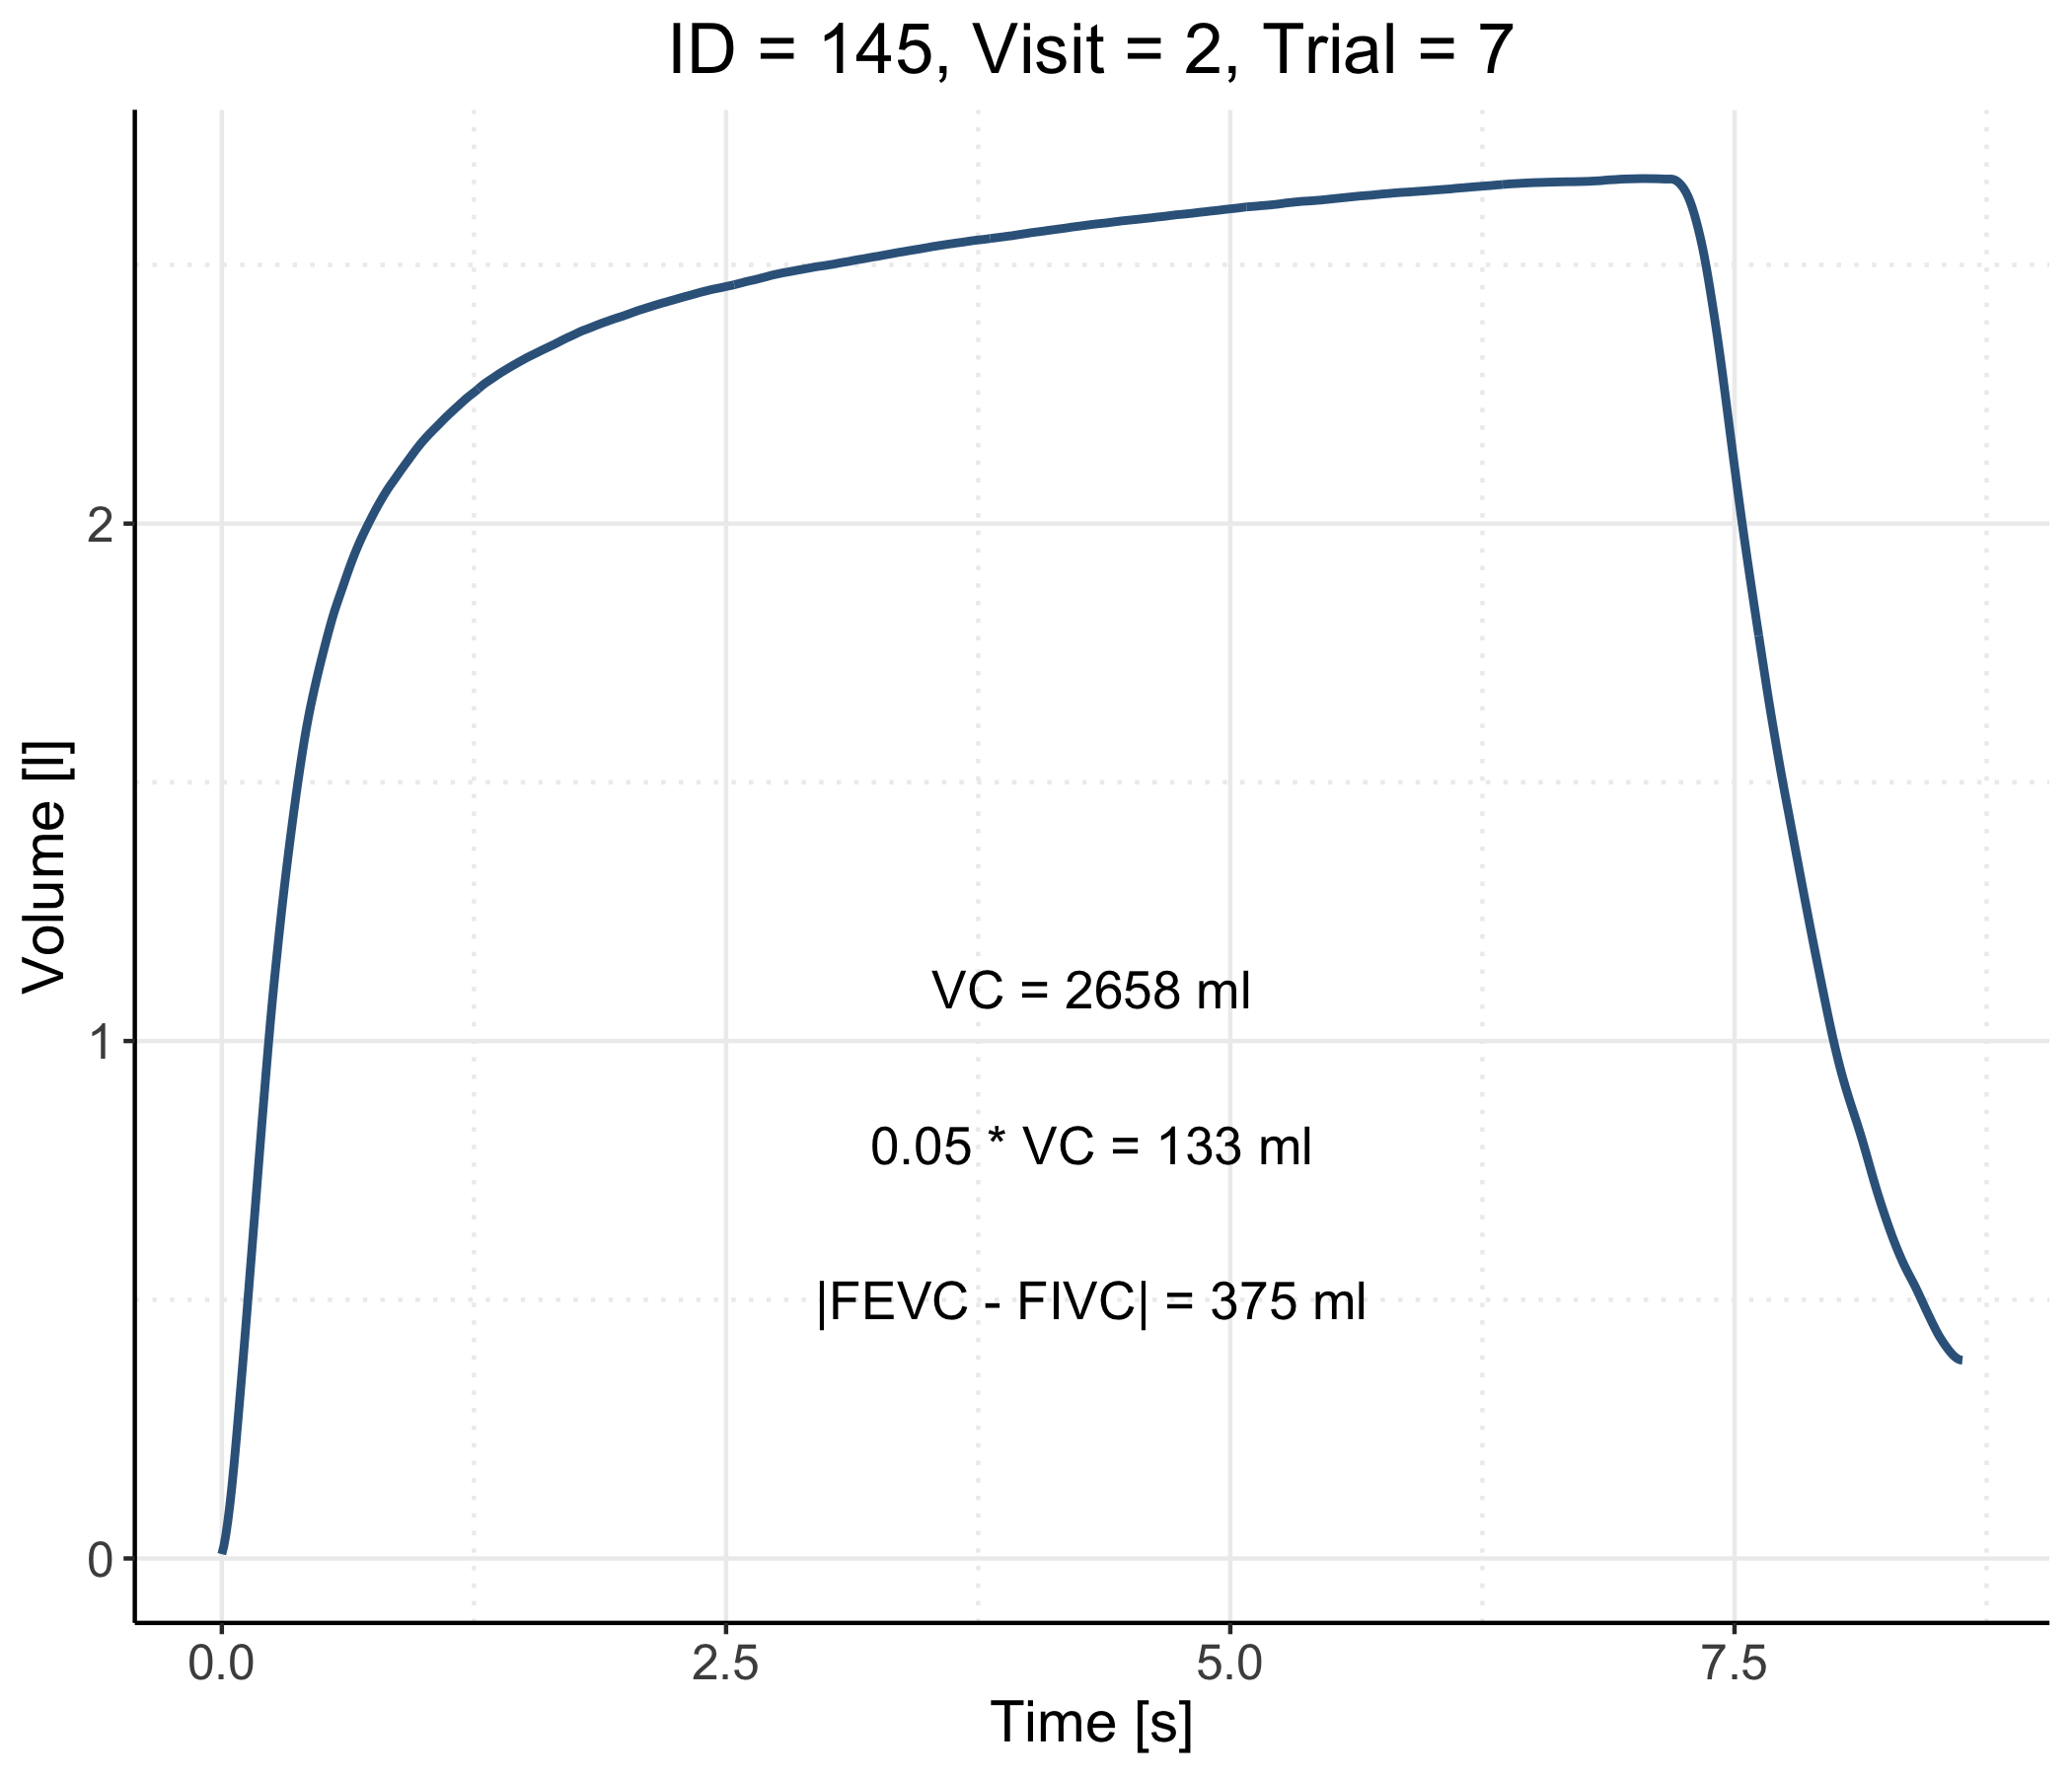 ID = 145, Visit = 2, Trial = 7
Volume [l]
2
1
0
VC = 2658 ml
0.05 * VC = 133 ml
|FEVC - FIVC| = 375 ml
0.0 2.5 5.0 7.5
Time [s]